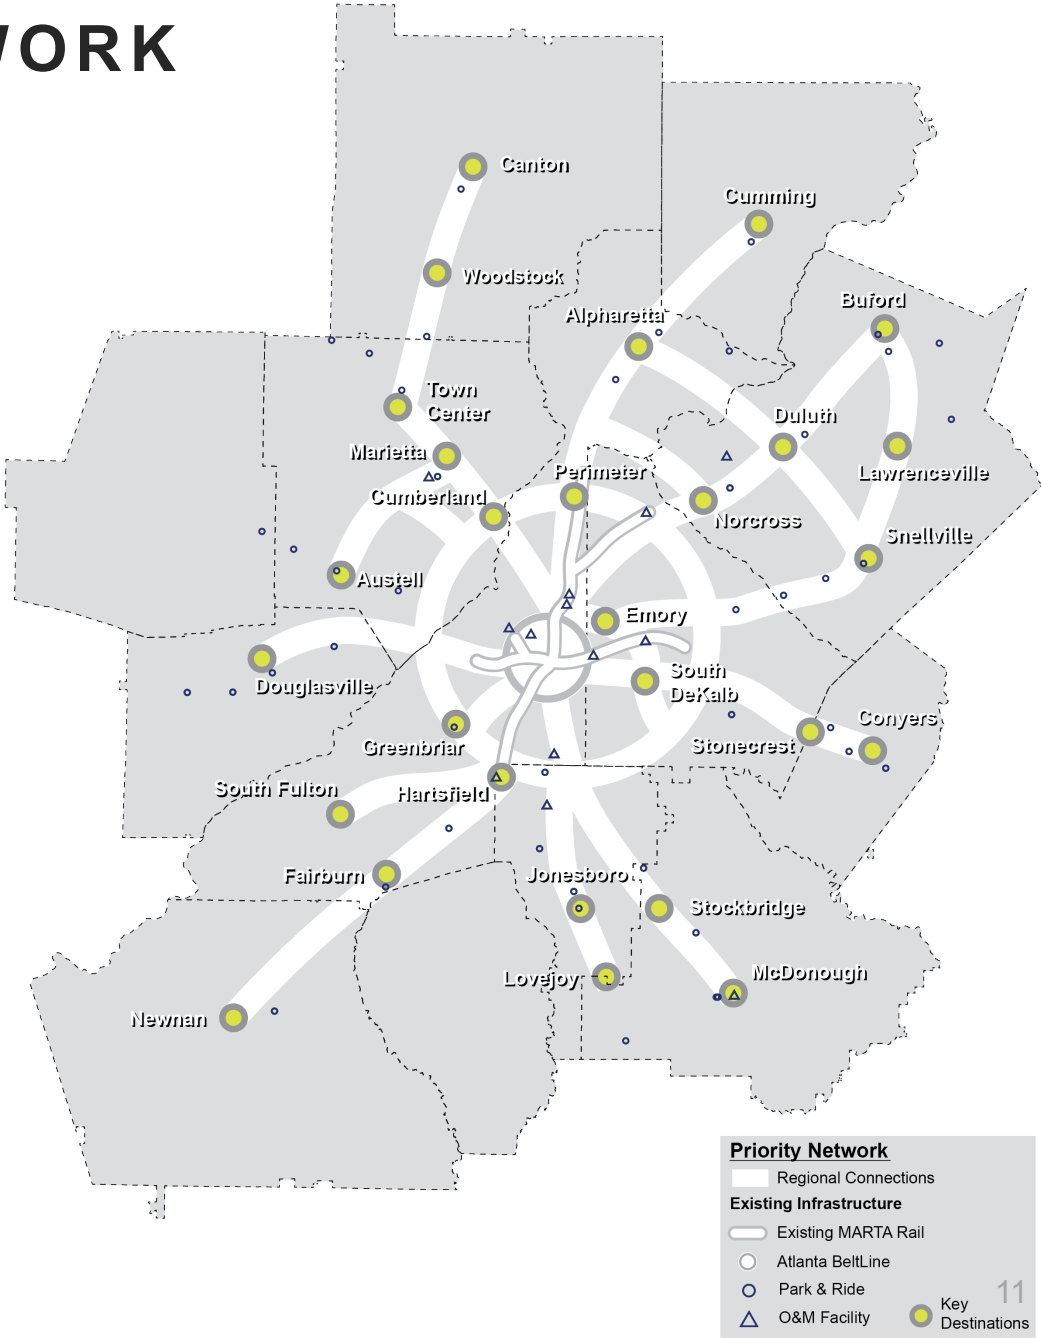 WORK
Canton
Cumming
Woodstock
Buford
Alpharetta
Town
Center
Duluth
Marietta
Perimeter
Lawrenceville
Cumberland
Norcross
Snellville
Austell
Emory
South
DeKalb
Douglasville
Conyers
Greenbriar
Stonecrest
South Fulton
Hartsfield
Fairburn
Jonesboro
Stockbridge
Lovejoy
McDonough
Newnan
Priority Network
Regional Connections
Existing Infrastructure
Existing MARTA Rail
Atlanta BeltLine
Park & Ride
O&M Facility
Key
Destinations
11